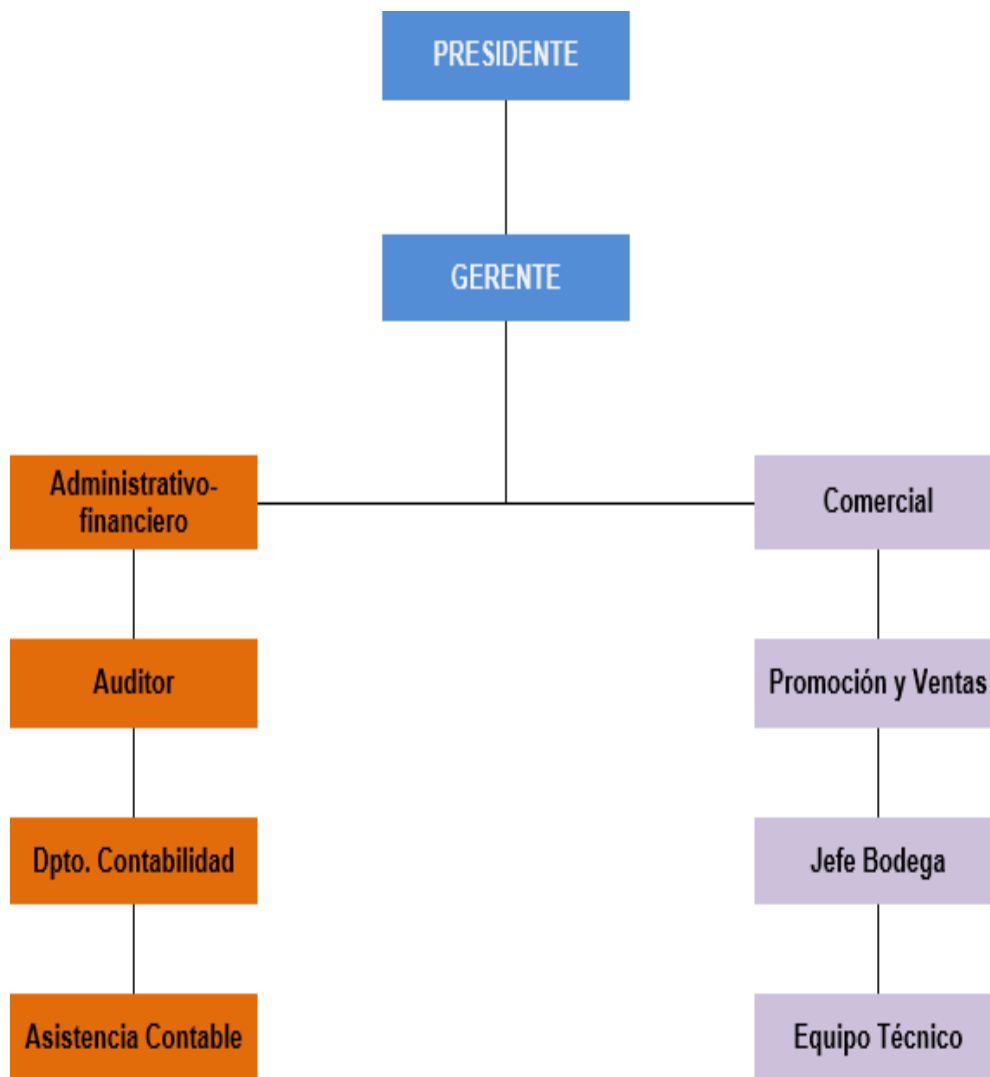 PRESIDENTE
GERENTE
Administrativo-
financiero
Comercial
Auditor
Promoción y Ventas
Dpto. Contabilidad
Jefe Bodega
Asistencia Contable
Equipo Técnico